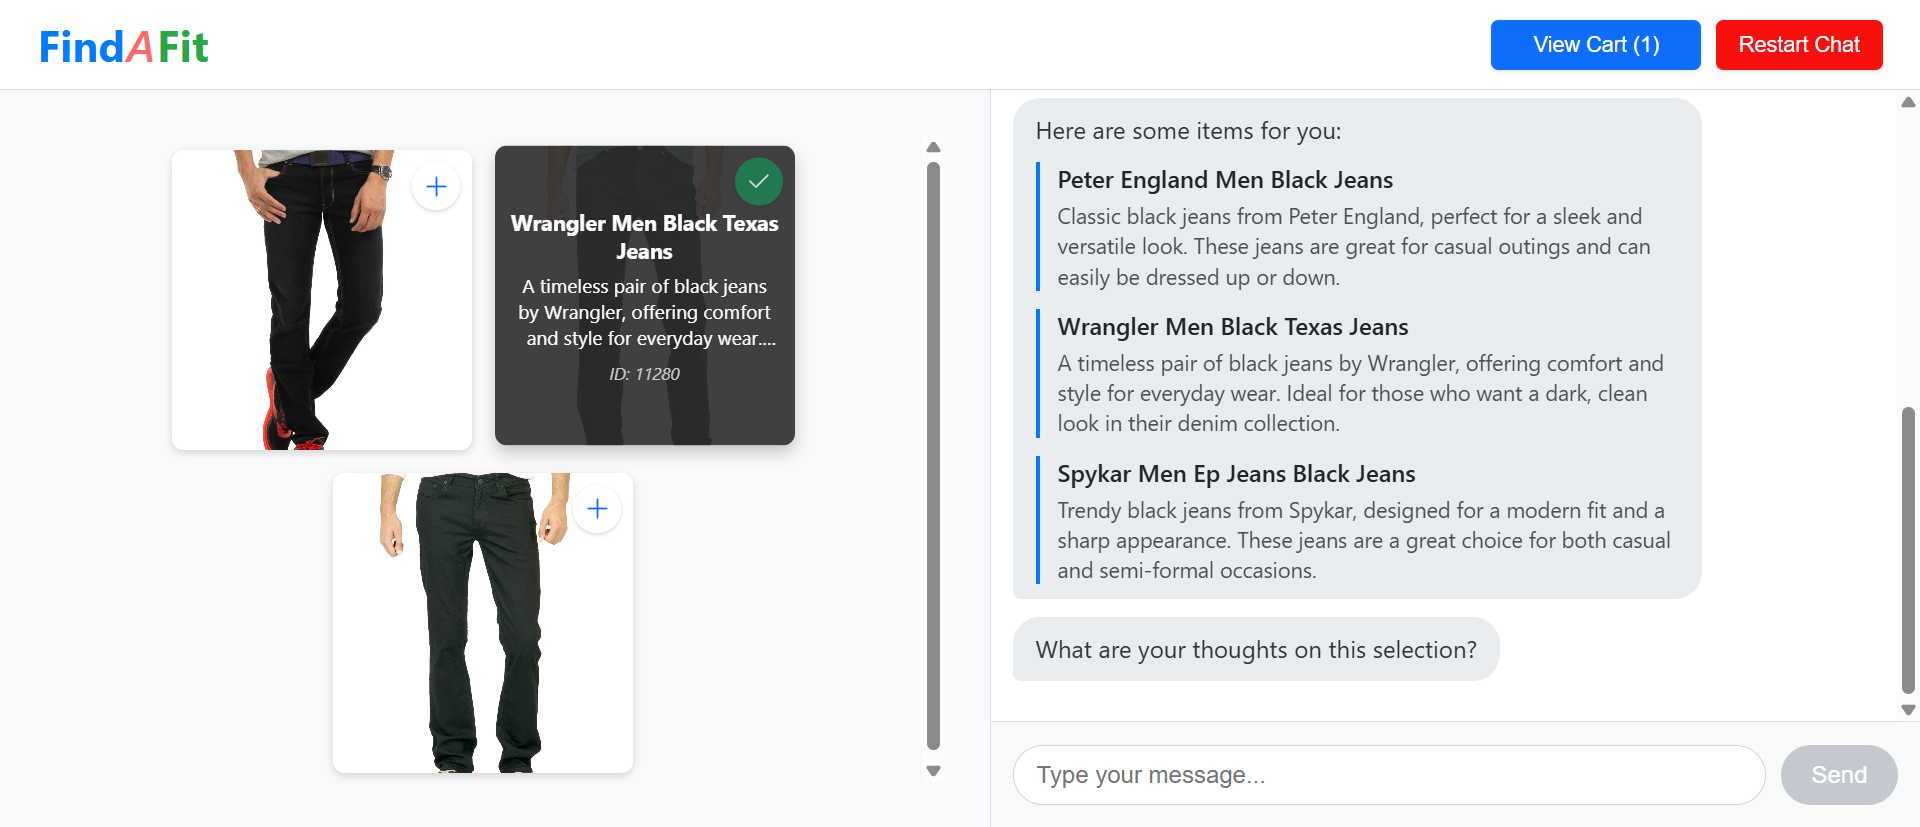 FindAFit
View Cart (1)
Restart Chat
Wrangler Men Black Texas
Jeans
A timeless pair of black jeans
by Wrangler, offering comfort
and style for everyday wear....
ID: 11280
Here are some items for you:
Peter England Men Black Jeans
Classic black jeans from Peter England, perfect for a sleek and
versatile look. These jeans are great for casual outings and can
easily be dressed up or down.
Wrangler Men Black Texas Jeans
A timeless pair of black jeans by Wrangler, offering comfort and
style for everyday wear. Ideal for those who want a dark, clean
look in their denim collection.
Spykar Men Ep Jeans Black Jeans
Trendy black jeans from Spykar, designed for a modern fit and a
sharp appearance. These jeans are a great choice for both casual
and semi-formal occasions.
What are your thoughts on this selection?
Type your message...
Send